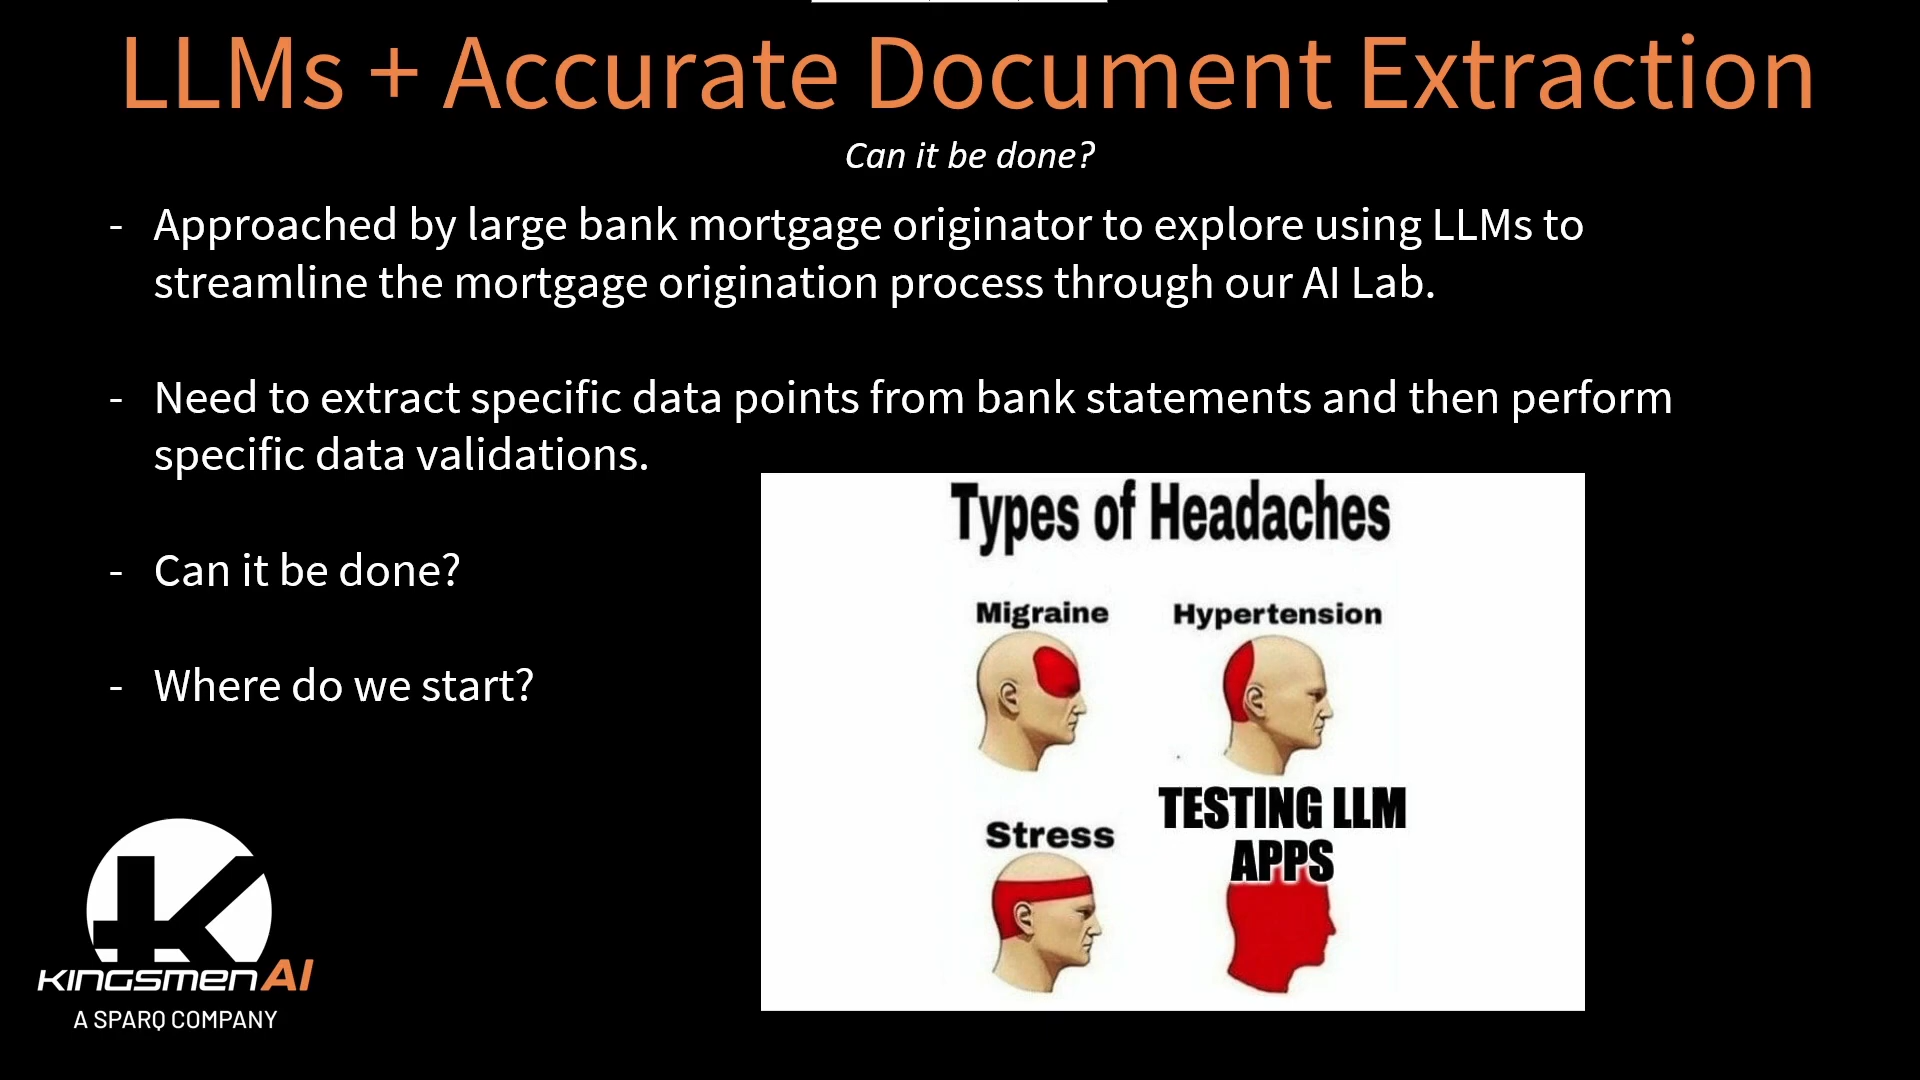 LLMs + Accurate Document Extraction
Can it be done?
- Approached by large bank mortgage originator to explore using LLMs to
streamline the mortgage origination process through our AI Lab.
- Need to extract specific data points from bank statements and then perform
specific data validations.
- Can it be done?
- Where do we start?
Types of Headaches
Migraine
Hypertension
Stress
TESTING LLM
APPS
K
KINGSMEN AI
A SPARQ COMPANY